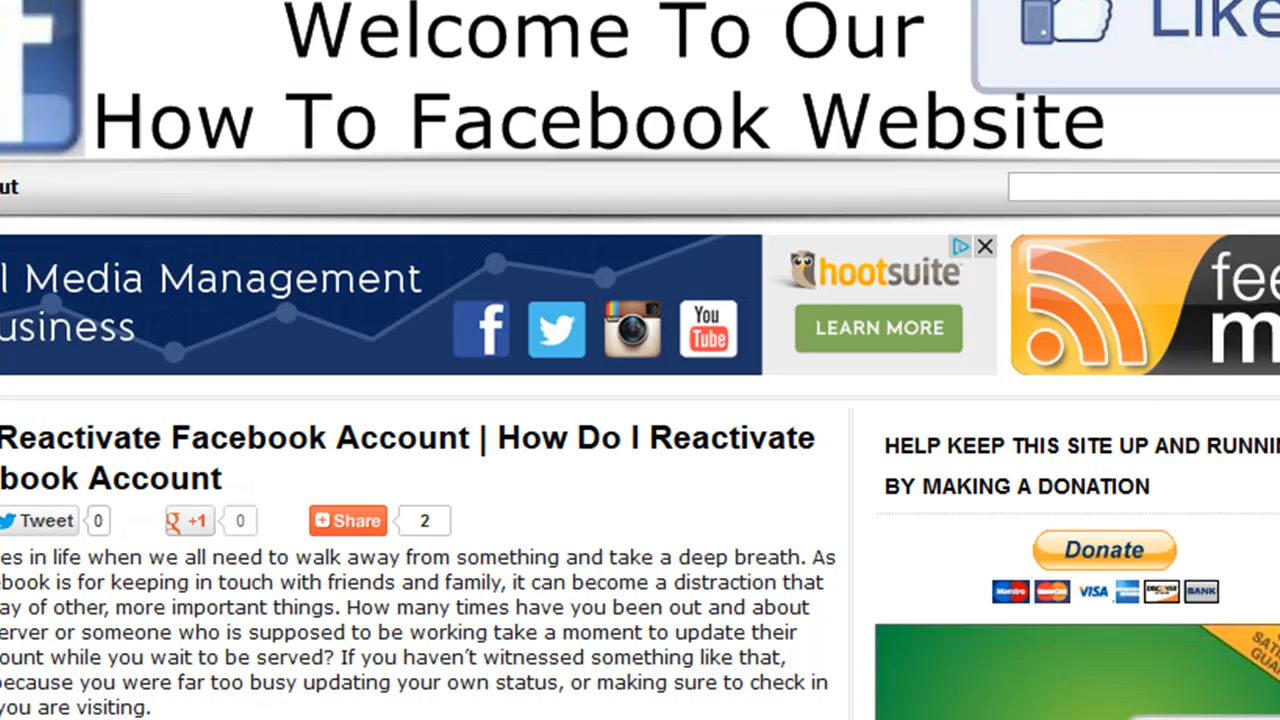 Welcome To Our
Like
How To Facebook Website
ut
l Media Management
usiness
You
Tube
hootsuite
LEARN MORE
fee
m
Reactivate Facebook Account | How Do I Reactivate
book Account
Tweet 0
g +1 0
Share 2
es in life when we all need to walk away from something and take a deep breath. As
ebook is for keeping in touch with friends and family, it can become a distraction that
ay of other, more important things. How many times have you been out and about
erver or someone who is supposed to be working take a moment to update their
ount while you wait to be served? If you haven't witnessed something like that,
because you were far too busy updating your own status, or making sure to check in
you are visiting.
HELP KEEP THIS SITE UP AND RUNNIN
BY MAKING A DONATION
Donate
Maestro MasterCard VISA DISCOVER BANK
SATI
GUA